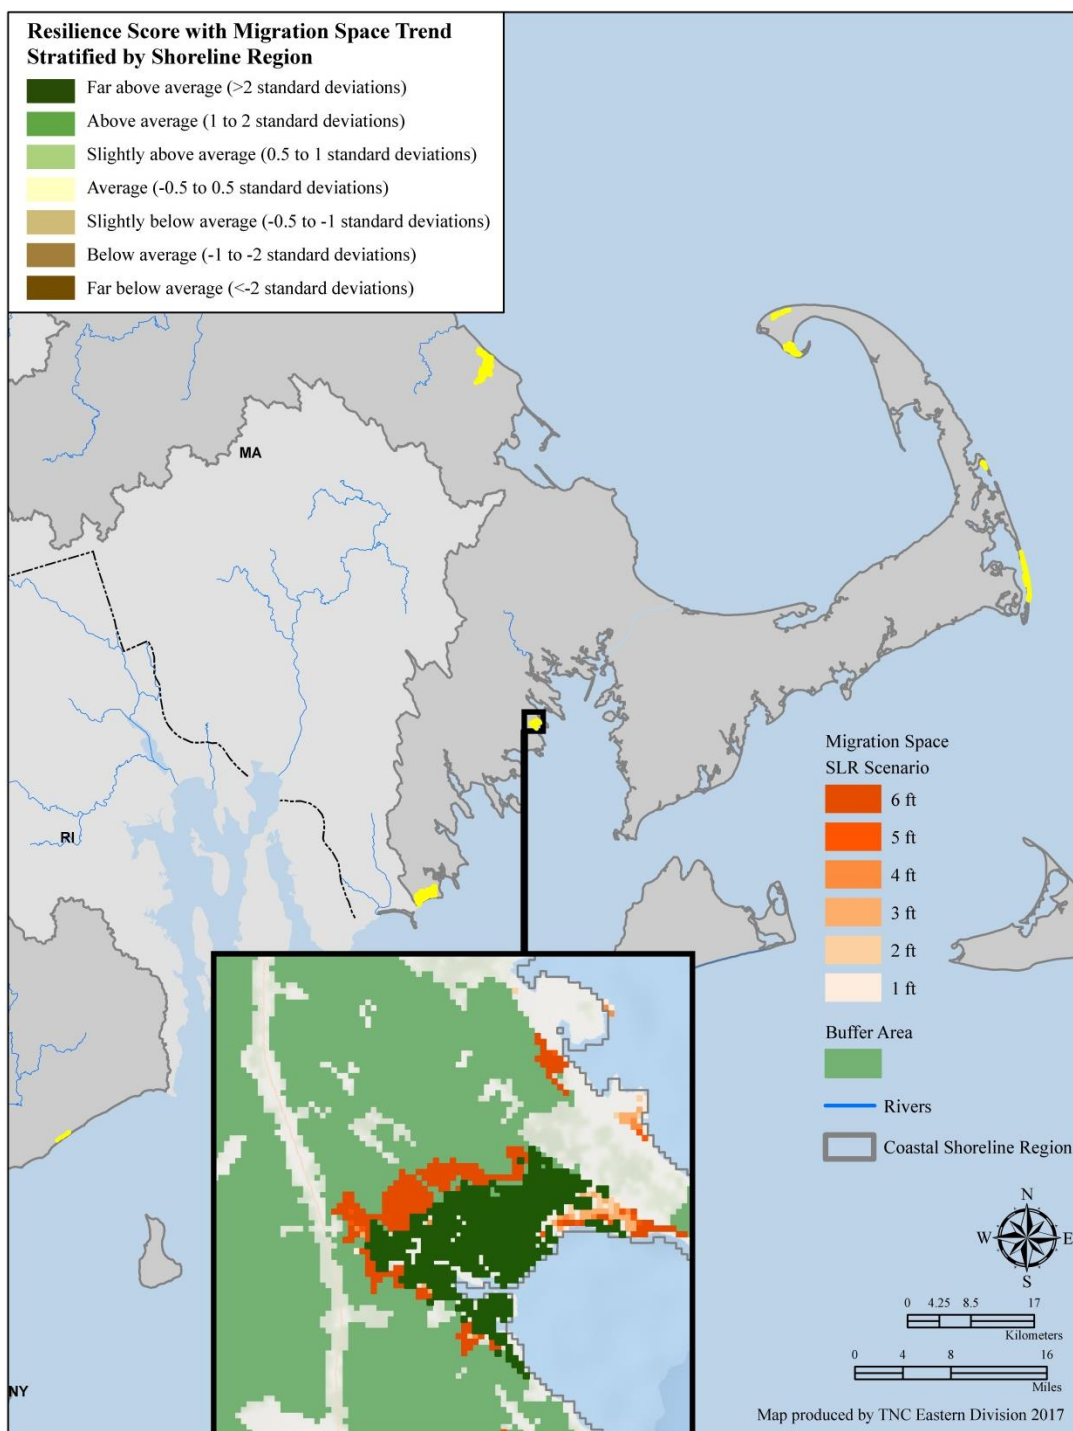 Resilience Score with Migration Space Trend
Stratified by Shoreline Region
Far above average (>2 standard deviations)
Above average (1 to 2 standard deviations)
Slightly above average (0.5 to 1 standard deviations)
Average (-0.5 to 0.5 standard deviations)
Slightly below average (-0.5 to -1 standard deviations)
Below average (-1 to -2 standard deviations)
Far below average (<-2 standard deviations)
MA
RI
NY
Migration Space
SLR Scenario
6 ft
5 ft
4 ft
3 ft
2 ft
1 ft
Buffer Area
Rivers
Coastal Shoreline Region
N
W E
S
0 4.25 8.5 17
Kilometers
0 4 8 16
Miles
Map produced by TNC Eastern Division 2017